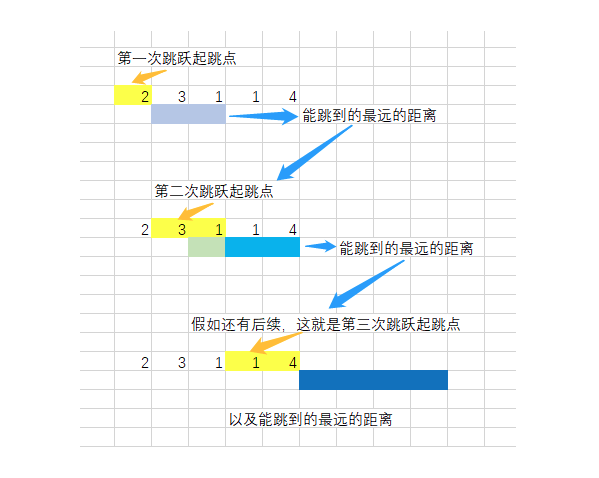 第一次跳跃起跳点
2 3 1 1 4
能跳到的最远的距离
第二次跳跃起跳点
2 3 1 1 4
能跳到的最远的距离
假如还有后续，这就是第三次跳跃起跳点
2 3 1 1 4
以及能跳到的最远的距离